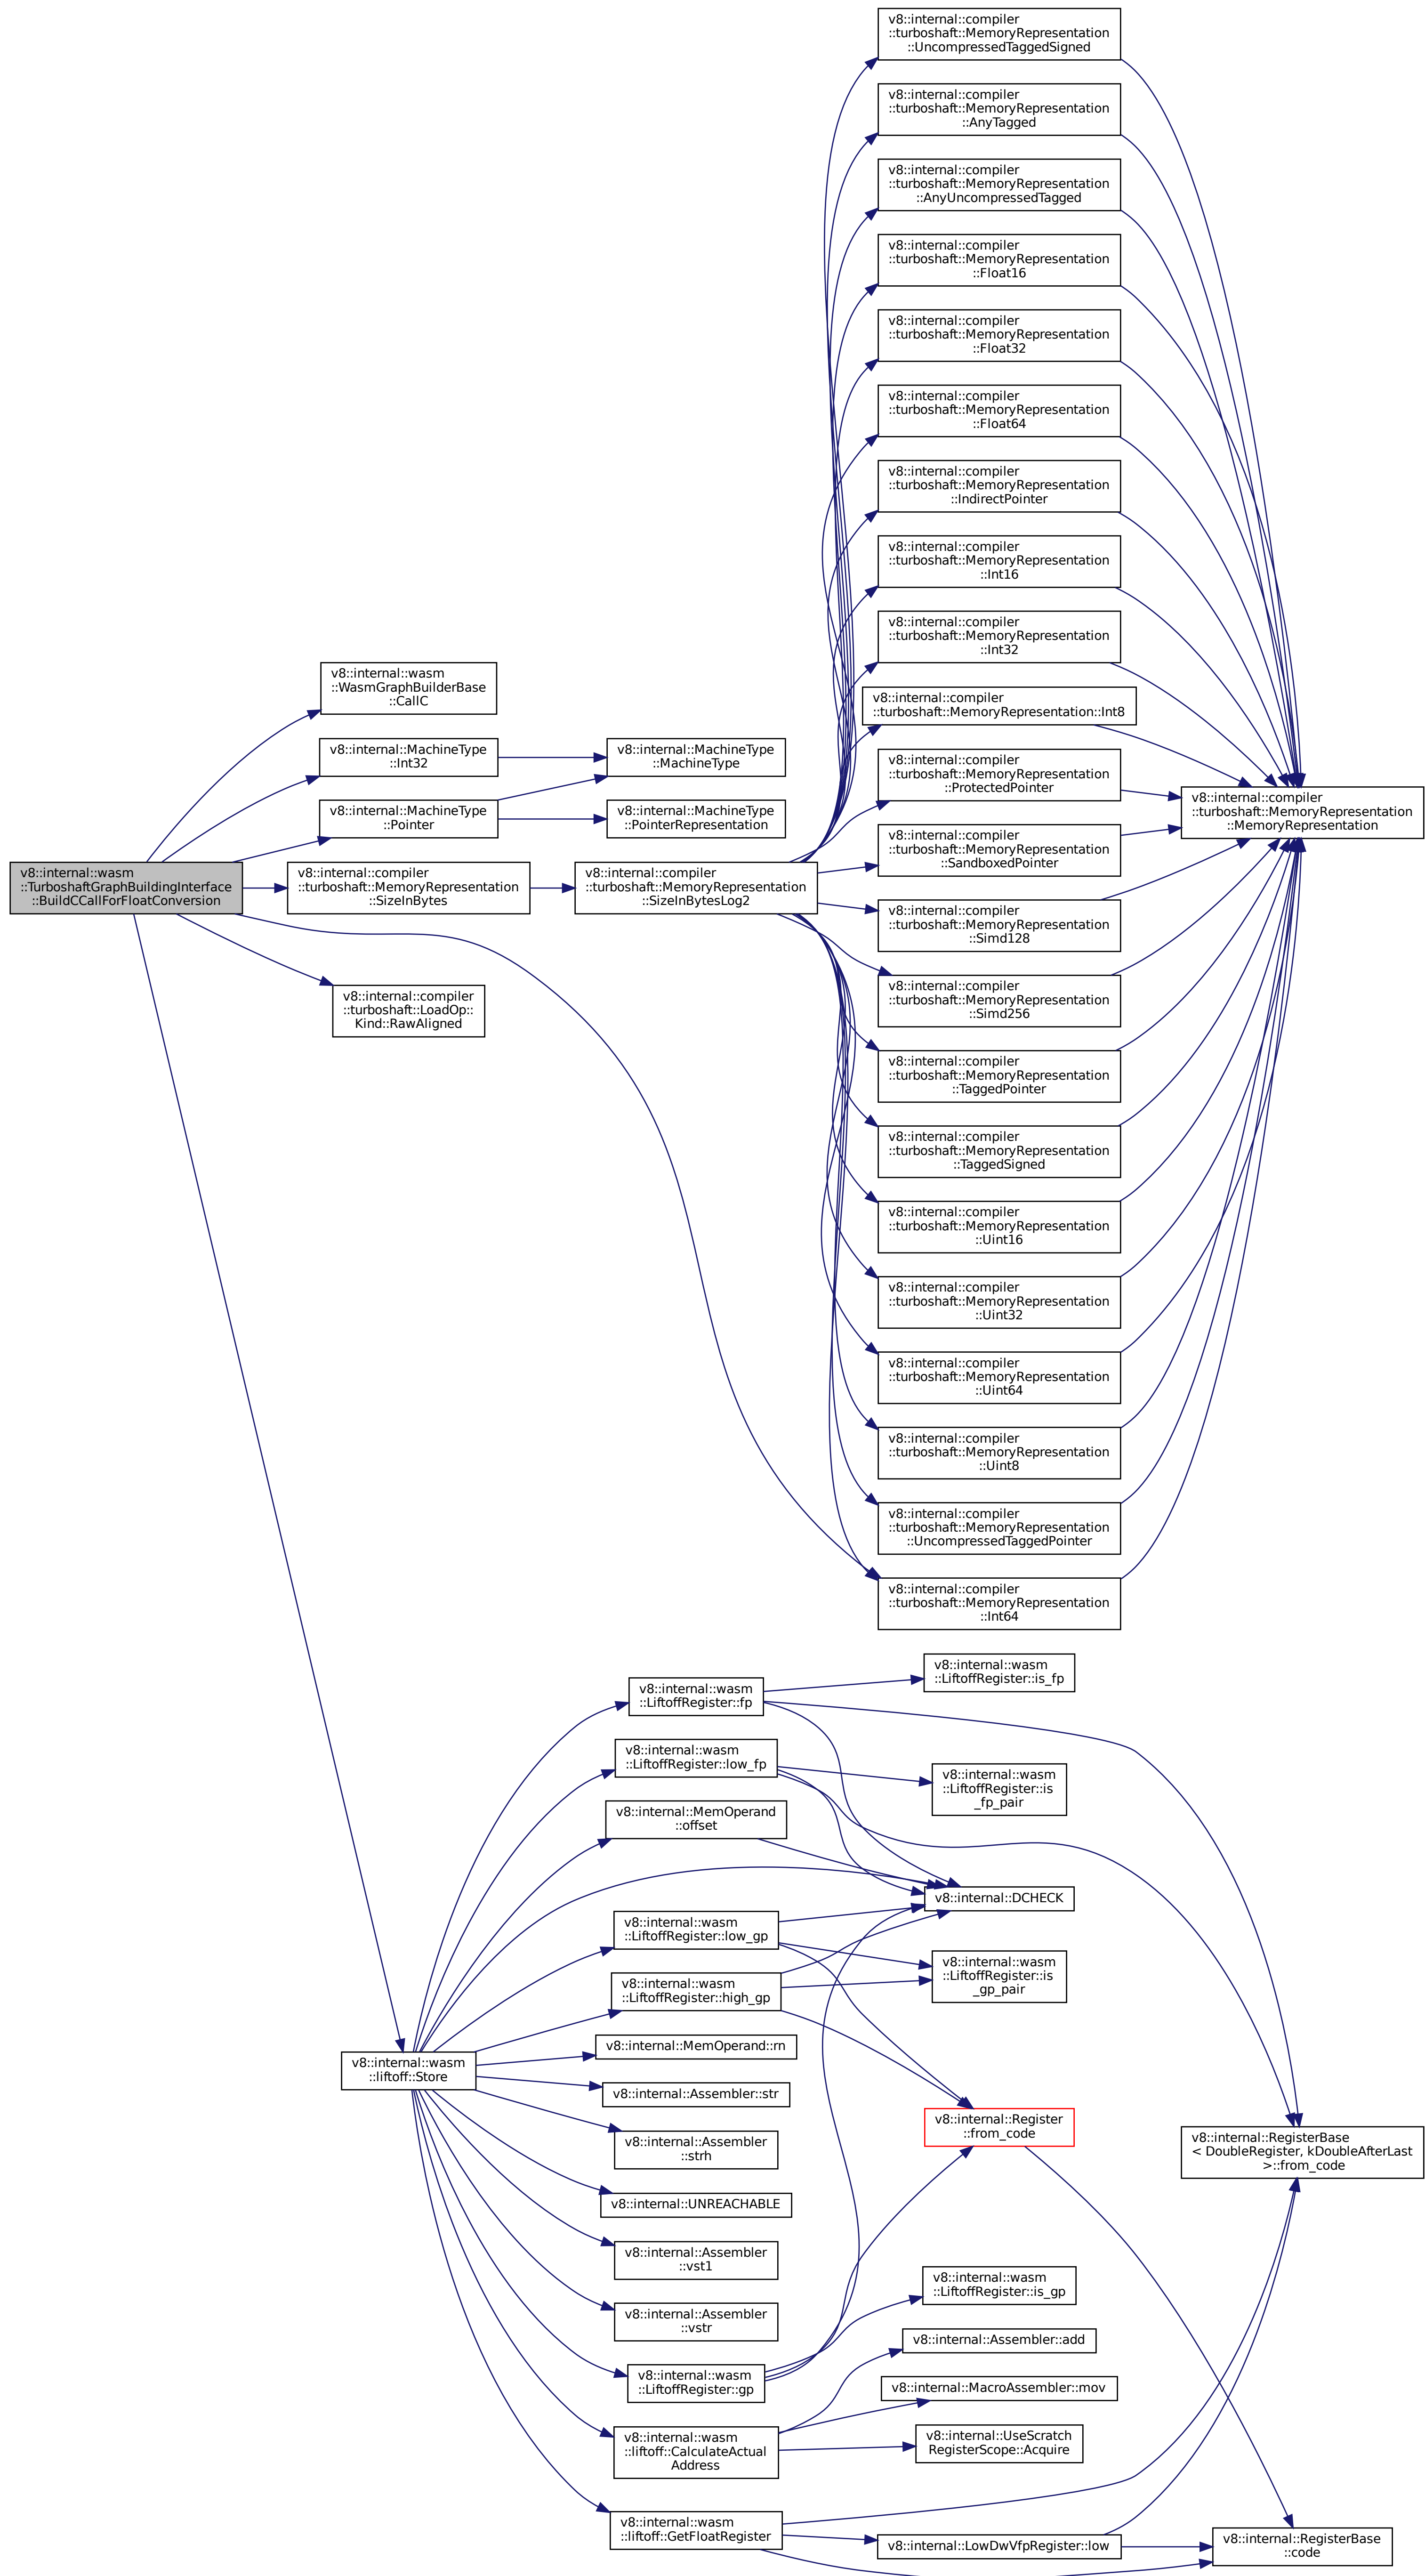 v8::internal::wasm
::TurboshaftGraphBuildingInterface
::BuildCCallForFloatConversion
v8::internal::wasm
::WasmGraphBuilderBase
::CallC
v8::internal::MachineType
::Int32
v8::internal::MachineType
::Pointer
v8::internal::compiler
::turboshaft::MemoryRepresentation
::SizeInBytes
v8::internal::compiler
::turboshaft::LoadOp::
Kind::RawAligned
v8::internal::wasm
::liftoff::Store
v8::internal::MachineType
::MachineType
v8::internal::MachineType
::PointerRepresentation
v8::internal::compiler
::turboshaft::MemoryRepresentation
::SizeInBytesLog2
v8::internal::compiler
::turboshaft::MemoryRepresentation
::UncompressedTaggedSigned
v8::internal::compiler
::turboshaft::MemoryRepresentation
::AnyTagged
v8::internal::compiler
::turboshaft::MemoryRepresentation
::AnyUncompressedTagged
v8::internal::compiler
::turboshaft::MemoryRepresentation
::Float16
v8::internal::compiler
::turboshaft::MemoryRepresentation
::Float32
v8::internal::compiler
::turboshaft::MemoryRepresentation
::Float64
v8::internal::compiler
::turboshaft::MemoryRepresentation
::IndirectPointer
v8::internal::compiler
::turboshaft::MemoryRepresentation
::Int16
v8::internal::compiler
::turboshaft::MemoryRepresentation
::Int32
v8::internal::compiler
::turboshaft::MemoryRepresentation::Int8
v8::internal::compiler
::turboshaft::MemoryRepresentation
::ProtectedPointer
v8::internal::compiler
::turboshaft::MemoryRepresentation
::SandboxedPointer
v8::internal::compiler
::turboshaft::MemoryRepresentation
::Simd128
v8::internal::compiler
::turboshaft::MemoryRepresentation
::Simd256
v8::internal::compiler
::turboshaft::MemoryRepresentation
::TaggedPointer
v8::internal::compiler
::turboshaft::MemoryRepresentation
::TaggedSigned
v8::internal::compiler
::turboshaft::MemoryRepresentation
::Uint16
v8::internal::compiler
::turboshaft::MemoryRepresentation
::Uint32
v8::internal::compiler
::turboshaft::MemoryRepresentation
::Uint64
v8::internal::compiler
::turboshaft::MemoryRepresentation
::Uint8
v8::internal::compiler
::turboshaft::MemoryRepresentation
::UncompressedTaggedPointer
v8::internal::compiler
::turboshaft::MemoryRepresentation
::Int64
v8::internal::compiler
::turboshaft::MemoryRepresentation
::MemoryRepresentation
v8::internal::wasm
::LiftoffRegister::fp
v8::internal::wasm
::LiftoffRegister::low_fp
v8::internal::MemOperand
::offset
v8::internal::wasm
::LiftoffRegister::low_gp
v8::internal::wasm
::LiftoffRegister::high_gp
v8::internal::MemOperand::rn
v8::internal::Assembler::str
v8::internal::Assembler
::strh
v8::internal::UNREACHABLE
v8::internal::Assembler
::vst1
v8::internal::Assembler
::vstr
v8::internal::wasm
::LiftoffRegister::gp
v8::internal::wasm
::liftoff::CalculateActual
Address
v8::internal::wasm
::liftoff::GetFloatRegister
v8::internal::wasm
::LiftoffRegister::is_fp
v8::internal::wasm
::LiftoffRegister::is
_fp_pair
v8::internal::DCHECK
v8::internal::wasm
::LiftoffRegister::is
_gp_pair
v8::internal::Register
::from_code
v8::internal::wasm
::LiftoffRegister::is_gp
v8::internal::Assembler::add
v8::internal::MacroAssembler::mov
v8::internal::UseScratch
RegisterScope::Acquire
v8::internal::LowDwVfpRegister::low
v8::internal::RegisterBase
< DoubleRegister, kDoubleAfterLast
>::from_code
v8::internal::RegisterBase
::code